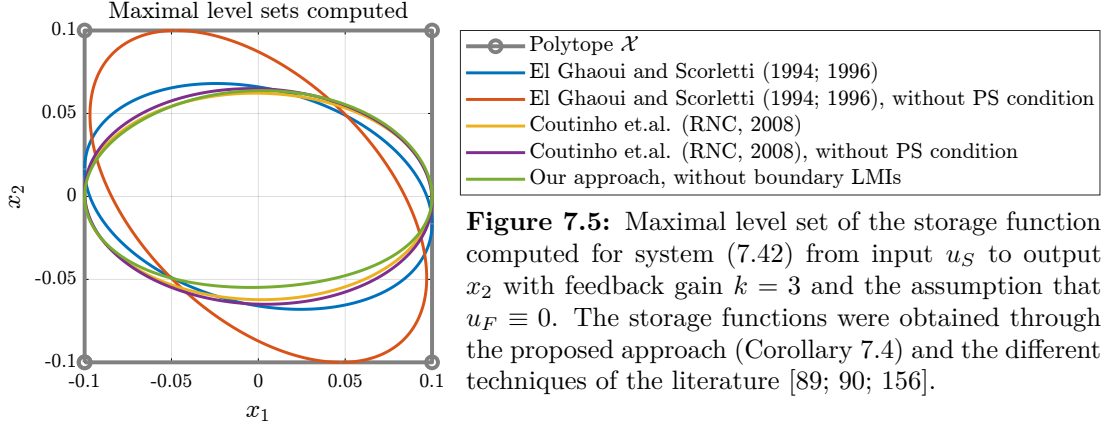 Maximal level sets computed
0.1
0.05
0
-0.05
-0.1
x_2
-0.1
-0.05
0
0.05
0.1
x_1
Polytope 𝒳
El Ghaoui and Scorletti (1994; 1996)
El Ghaoui and Scorletti (1994; 1996), without PS condition
Coutinho et.al. (RNC, 2008)
Coutinho et.al. (RNC, 2008), without PS condition
Our approach, without boundary LMIs
Figure 7.5: Maximal level set of the storage function
computed for system (7.42) from input u_S to output
x_2 with feedback gain k = 3 and the assumption that
u_F ≡ 0. The storage functions were obtained through
the proposed approach (Corollary 7.4) and the different
techniques of the literature [89; 90; 156].